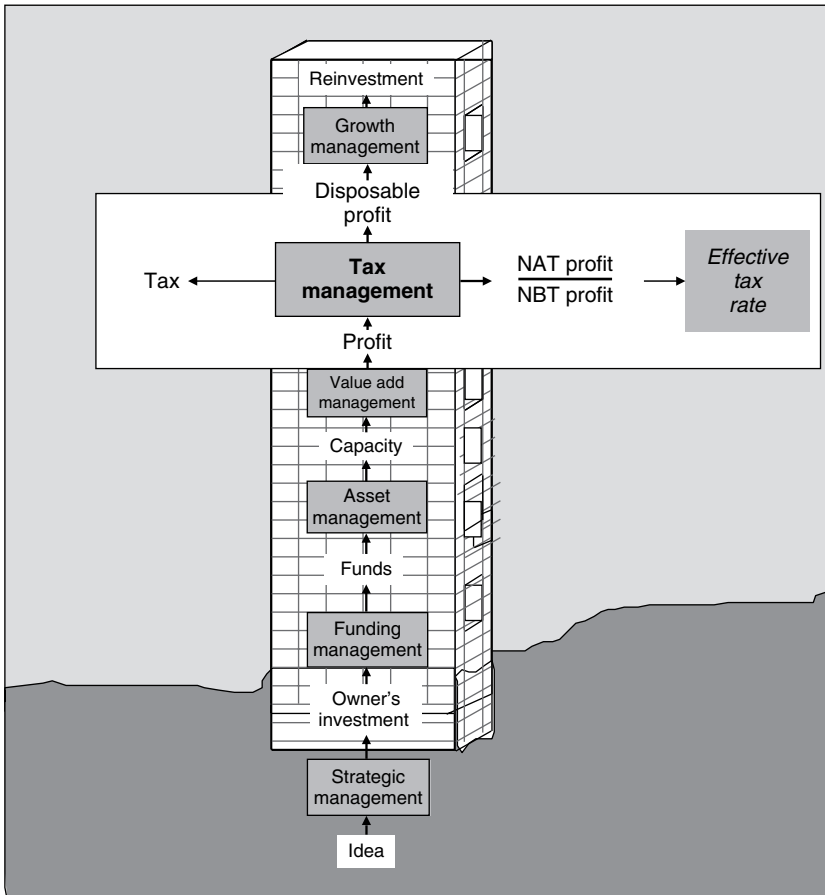 Reinvestment
Growth
management
Disposable
profit
Tax
Tax
management
NAT profit
NBT profit
Effective
tax
rate
Profit
Value add
management
Capacity
Asset
management
Funds
Funding
management
Owner's
investment
Strategic
management
Idea